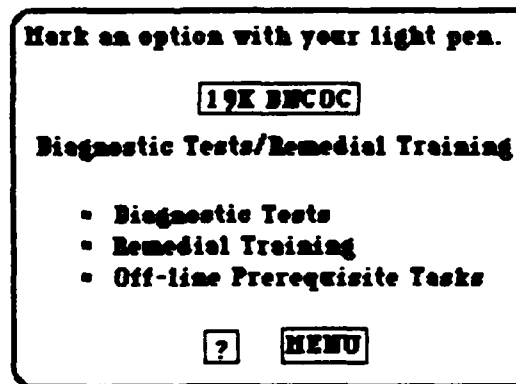 Mark an option with your light pen.
19K BNCOC
Diagnostic Tests/Remedial Training
▫ Diagnostic Tests
▫ Remedial Training
▫ Off-line Prerequisite Tasks
? MENU